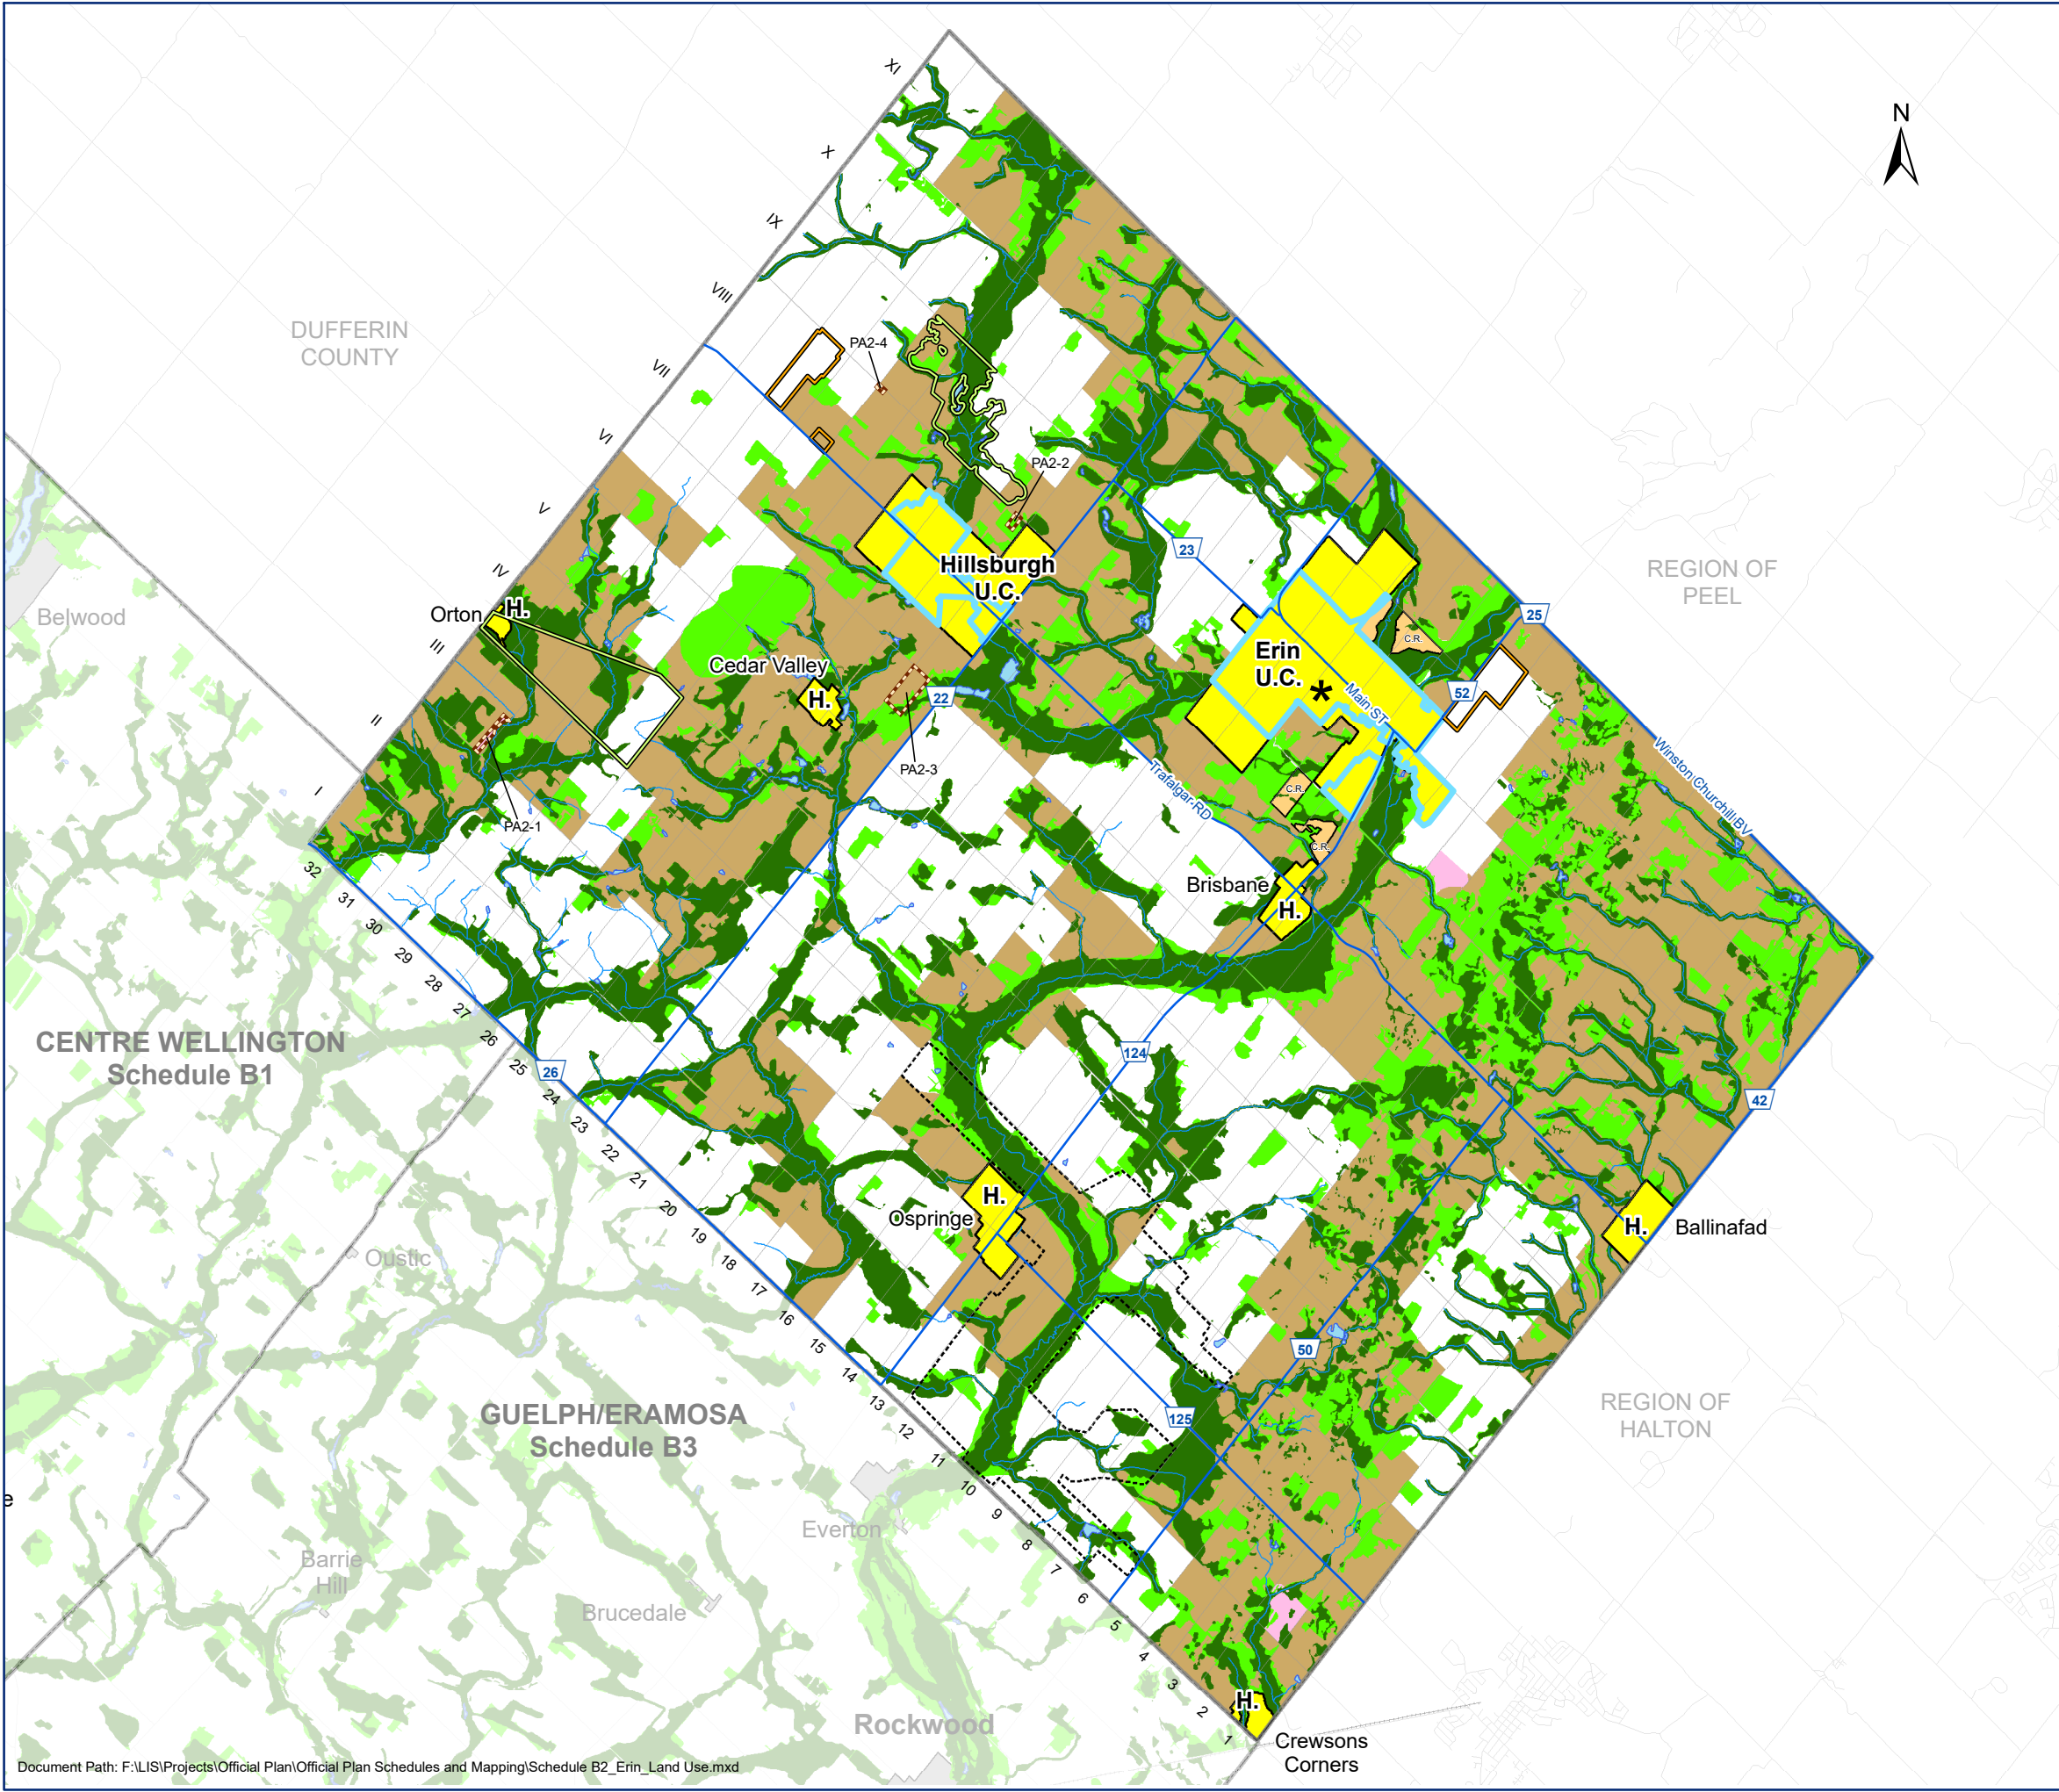 N
XI
X
IX
VIII
VII
VI
V
IV
III
II
I
DUFFERIN
COUNTY
PA2-4
PA2-2
Hillsburgh
U.C.
23
REGION OF
PEEL
Belwood
Orton
H.
25
C.R.
Erin
U.C.
*
Main ST
52
Cedar Valley
H.
22
PA2-3
PA2-1
Trafalgar RD
Winston Churchill BV
C.R.
C.R.
Brisbane
H.
32
31
30
29
28
27
26
25
24
23
22
21
20
19
18
17
16
15
14
13
12
11
10
9
8
7
6
5
4
3
2
1
CENTRE WELLINGTON
Schedule B1
26
124
42
H.
Ospringe
H.
Ballinafad
Oustic
50
125
GUELPH/ERAMOSA
Schedule B3
REGION OF
HALTON
e
Everton
Barrie
Hill
Brucedale
Rockwood
H.
Crewsons
Corners
Document Path: F:\LIS\Projects\Official Plan\Official Plan Schedules and Mapping\Schedule B2_Erin_Land Use.mxd